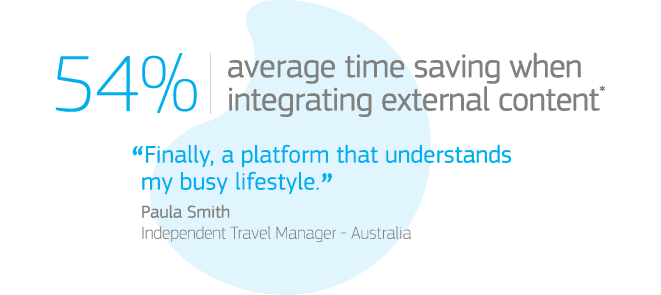 54%
average time saving when
integrating external content*
“Finally, a platform that understands
my busy lifestyle.”
Paula Smith
Independent Travel Manager - Australia